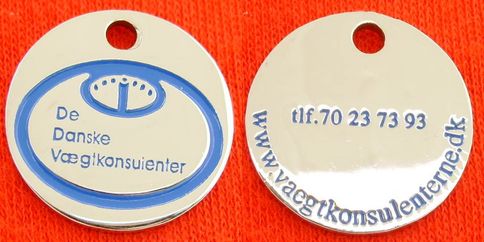 De
Danske
Vægtkonsulenter
tlf.70 23 73 93
www.vaegtkonsulenterne.dk